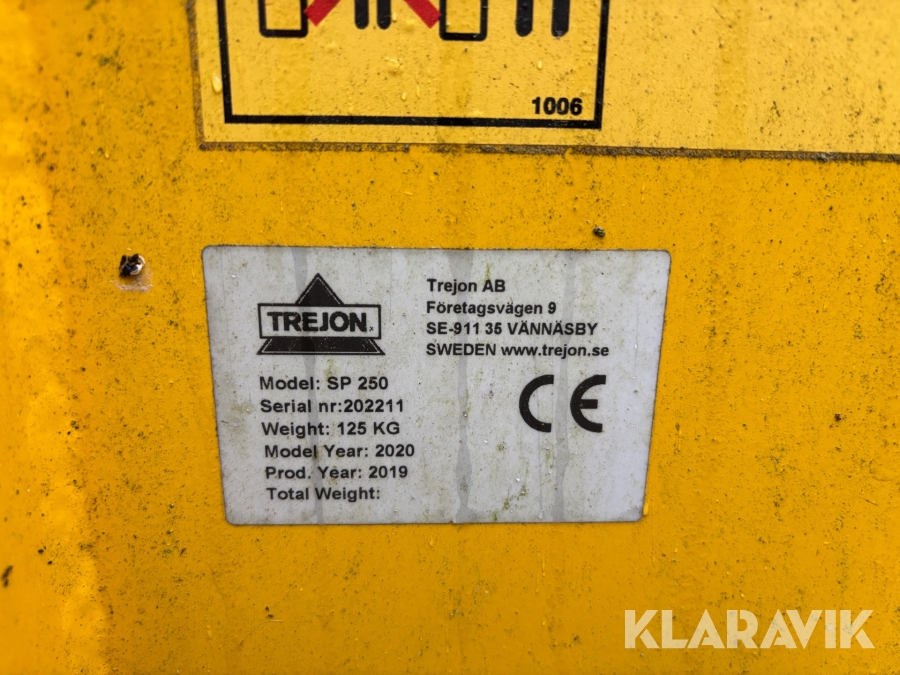 1006
TREJON
Trejon AB
Företagsvägen 9
SE-911 35 VÄNNÄSBY
SWEDEN www.trejon.se
Model: SP 250
Serial nr:202211
Weight: 125 KG
Model Year: 2020
Prod. Year: 2019
Total Weight:
CE
KLARAVIK